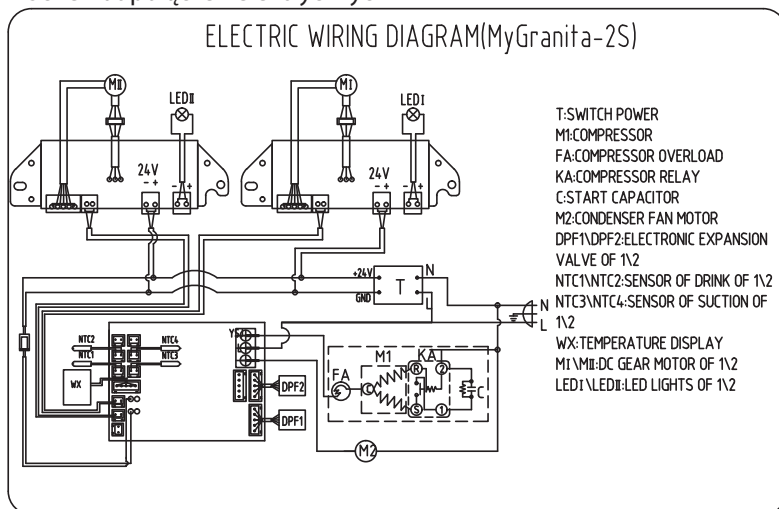 ELECTRIC WIRING DIAGRAM(MyGranita-2S)
MⅡ
LEDⅡ
MⅠ
LEDⅠ
24V
- +
- +
24V
- +
- +
T:SWITCH POWER
M1:COMPRESSOR
FA:COMPRESSOR OVERLOAD
KA:COMPRESSOR RELAY
C:START CAPACITOR
M2:CONDENSER FAN MOTOR
DPF1\DPF2:ELECTRONIC EXPANSION
VALVE OF 1\2
NTC1\NTC2:SENSOR OF DRINK OF 1\2
NTC3\NTC4:SENSOR OF SUCTION OF
1\2
WX:TEMPERATURE DISPLAY
MⅠ\MⅡ:DC GEAR MOTOR OF 1\2
LEDⅠ\LEDⅡ:LED LIGHTS OF 1\2
+24V
GND
T
N
L
N
L
NTC2
NTC4
NTC1
NTC3
WX
DPF2
DPF1
M1
KA
FA
C
R
S
2
1
C
M2